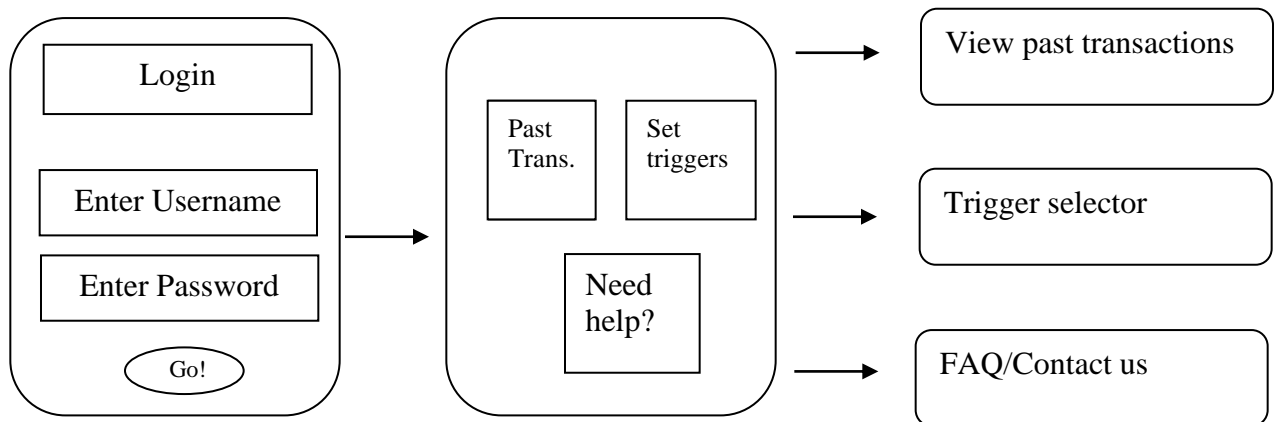 Login
Enter Username
Enter Password
Go!
Past
Trans.
Set
triggers
Need
help?
View past transactions
Trigger selector
FAQ/Contact us